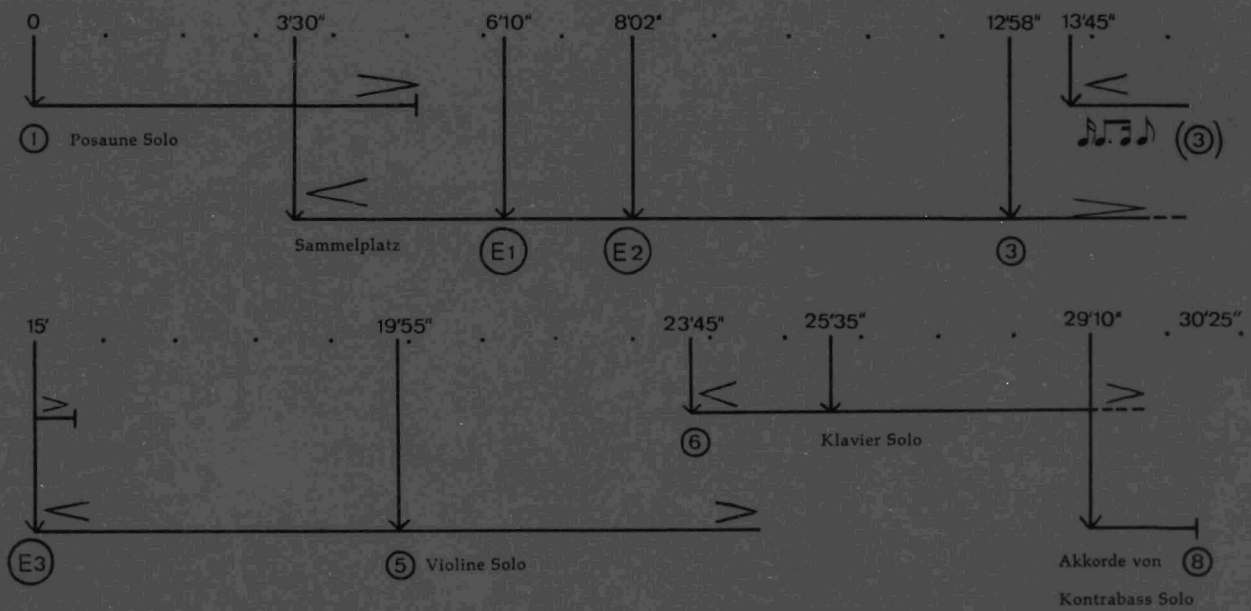 0 3'30" 6'10" 8'02" 12'58" 13'45"
① Posaune Solo
(③)
Sammelplatz
E1 E2 ③
15' 19'55" 23'45" 25'35" 29'10" 30'25"
⑥ Klavier Solo
E3 ⑤ Violine Solo
Akkorde von ⑧
Kontrabass Solo